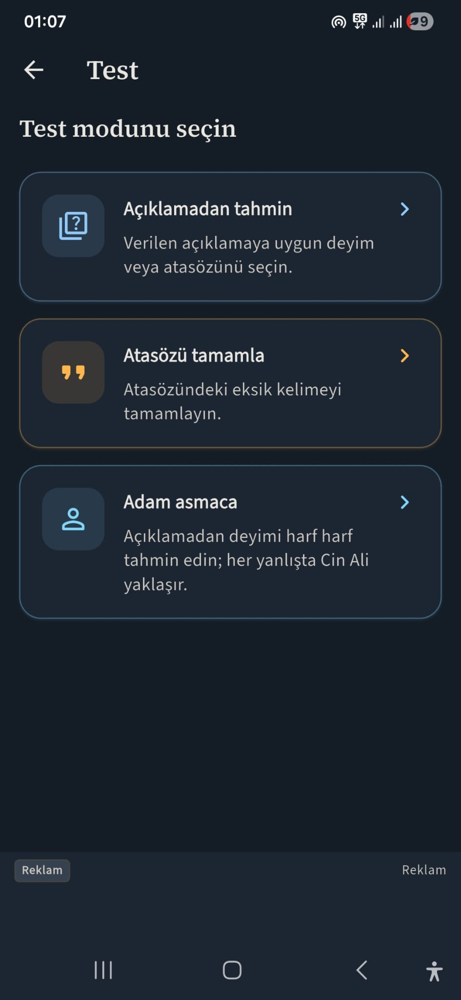 01:07
5G
9
Test
Test modunu seçin
Açıklamadan tahmin
Verilen açıklamaya uygun deyim
veya atasözünü seçin.
Atasözü tamamla
Atasözündeki eksik kelimeyi
tamamlayın.
Adam asmaca
Açıklamadan deyimi harf harf
tahmin edin; her yanlışta Cin Ali
yaklaşır.
Reklam
Reklam